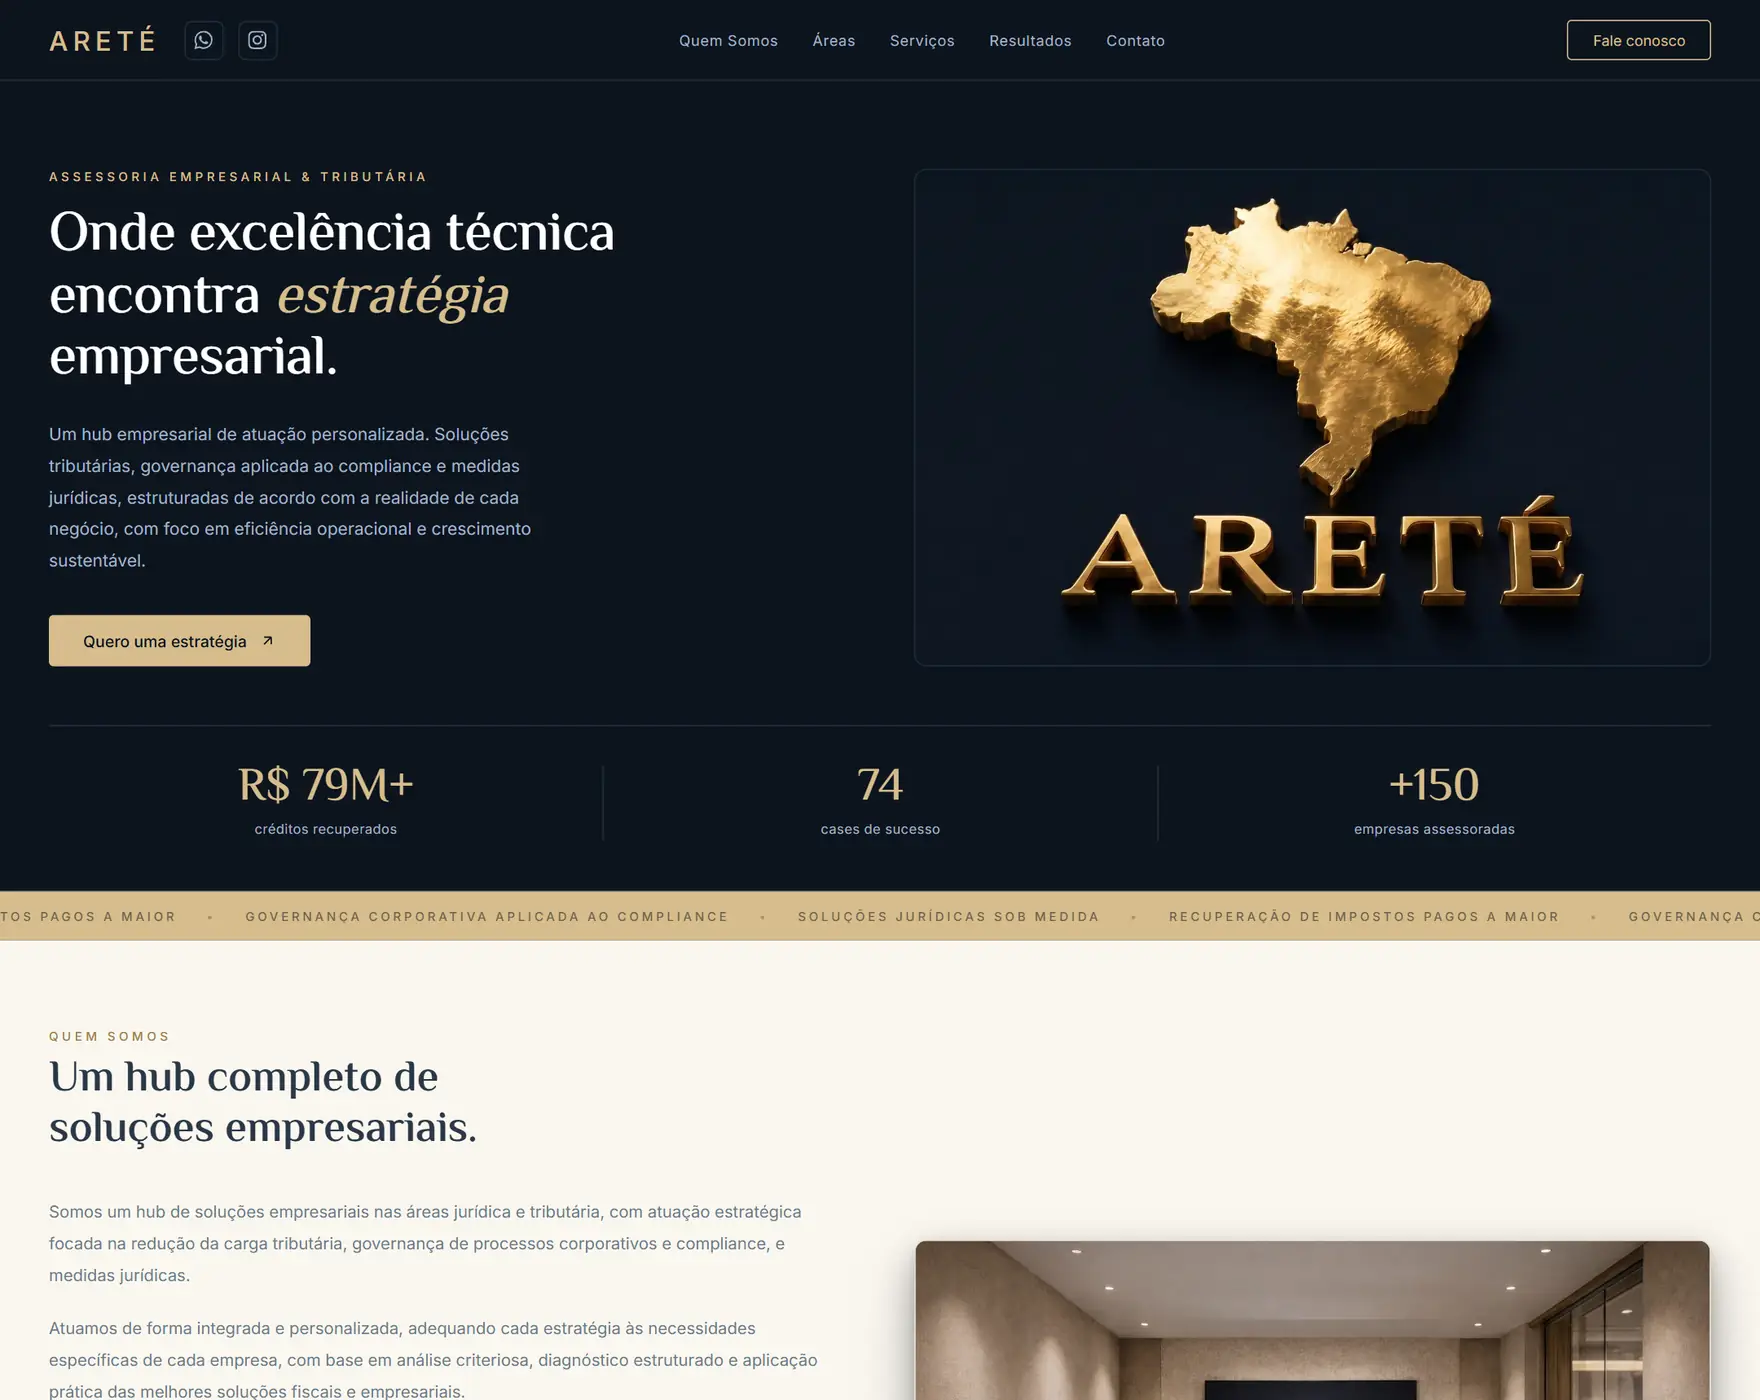 ARETÉ
Quem Somos
Áreas
Serviços
Resultados
Contato
Fale conosco
ASSESSORIA EMPRESARIAL & TRIBUTÁRIA
Onde excelência técnica
encontra estratégia
empresarial.
Um hub empresarial de atuação personalizada. Soluções
tributárias, governança aplicada ao compliance e medidas
jurídicas, estruturadas de acordo com a realidade de cada
negócio, com foco em eficiência operacional e crescimento
sustentável.
Quero uma estratégia
ARETÉ
R$ 79M+
créditos recuperados
74
cases de sucesso
+150
empresas assessoradas
TOS PAGOS A MAIOR • GOVERNANÇA CORPORATIVA APLICADA AO COMPLIANCE • SOLUÇÕES JURÍDICAS SOB MEDIDA • RECUPERAÇÃO DE IMPOSTOS PAGOS A MAIOR • GOVERNANÇA C
QUEM SOMOS
Um hub completo de
soluções empresariais.
Somos um hub de soluções empresariais nas áreas jurídica e tributária, com atuação estratégica
focada na redução da carga tributária, governança de processos corporativos e compliance, e
medidas jurídicas.
Atuamos de forma integrada e personalizada, adequando cada estratégia às necessidades
específicas de cada empresa, com base em análise criteriosa, diagnóstico estruturado e aplicação
prática das melhores soluções fiscais e empresariais.